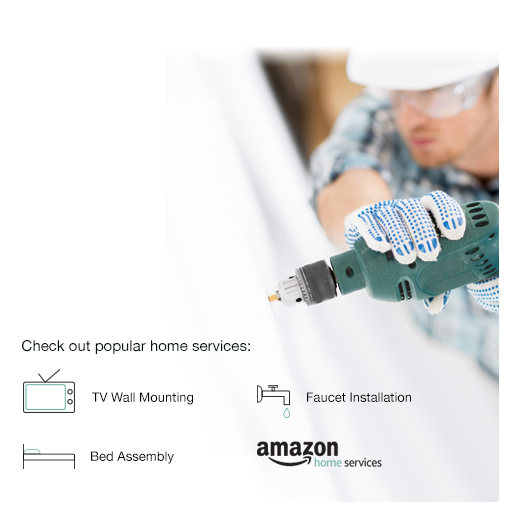 Check out popular home services:
TV Wall Mounting
Faucet Installation
Bed Assembly
amazon
home services